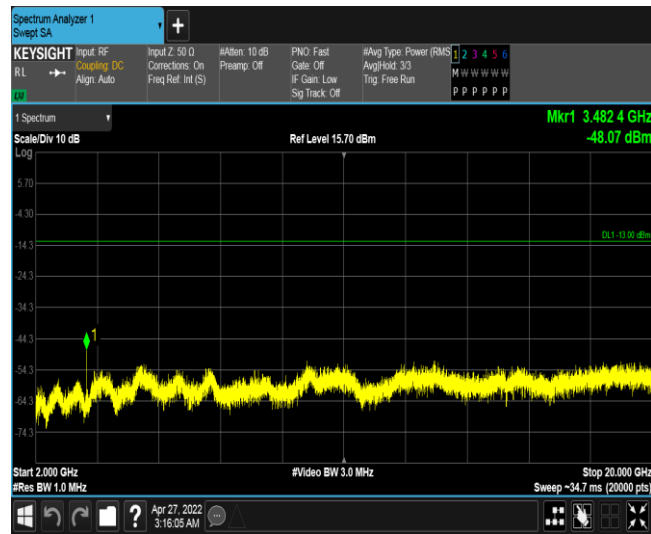 Spectrum Analyzer 1
Swept SA
+
KEYSIGHT Input: RF Input Z: 50 Ω #Atten: 10 dB PNO: Fast #Avg Type: Power (RMS 1 2 3 4 5 6
RL Coupling: DC Corrections: On Preamp: Off Gate: Off Avg|Hold: 3/3 M W W W W W
Align: Auto Freq Ref: Int (S) IF Gain: Low Trig: Free Run
Sig Track: Off P P P P P P
1 Spectrum Mkr1 3.482 4 GHz
Scale/Div 10 dB Ref Level 15.70 dBm -48.07 dBm
Log
5.70
-4.30
DL1 -13.00 dBm
-14.3
-24.3
-34.3
-44.3
1
-54.3
-64.3
-74.3
Start 2.000 GHz #Video BW 3.0 MHz Stop 20.000 GHz
#Res BW 1.0 MHz Sweep ~34.7 ms (20000 pts)
? Apr 27, 2022
3:16:05 AM